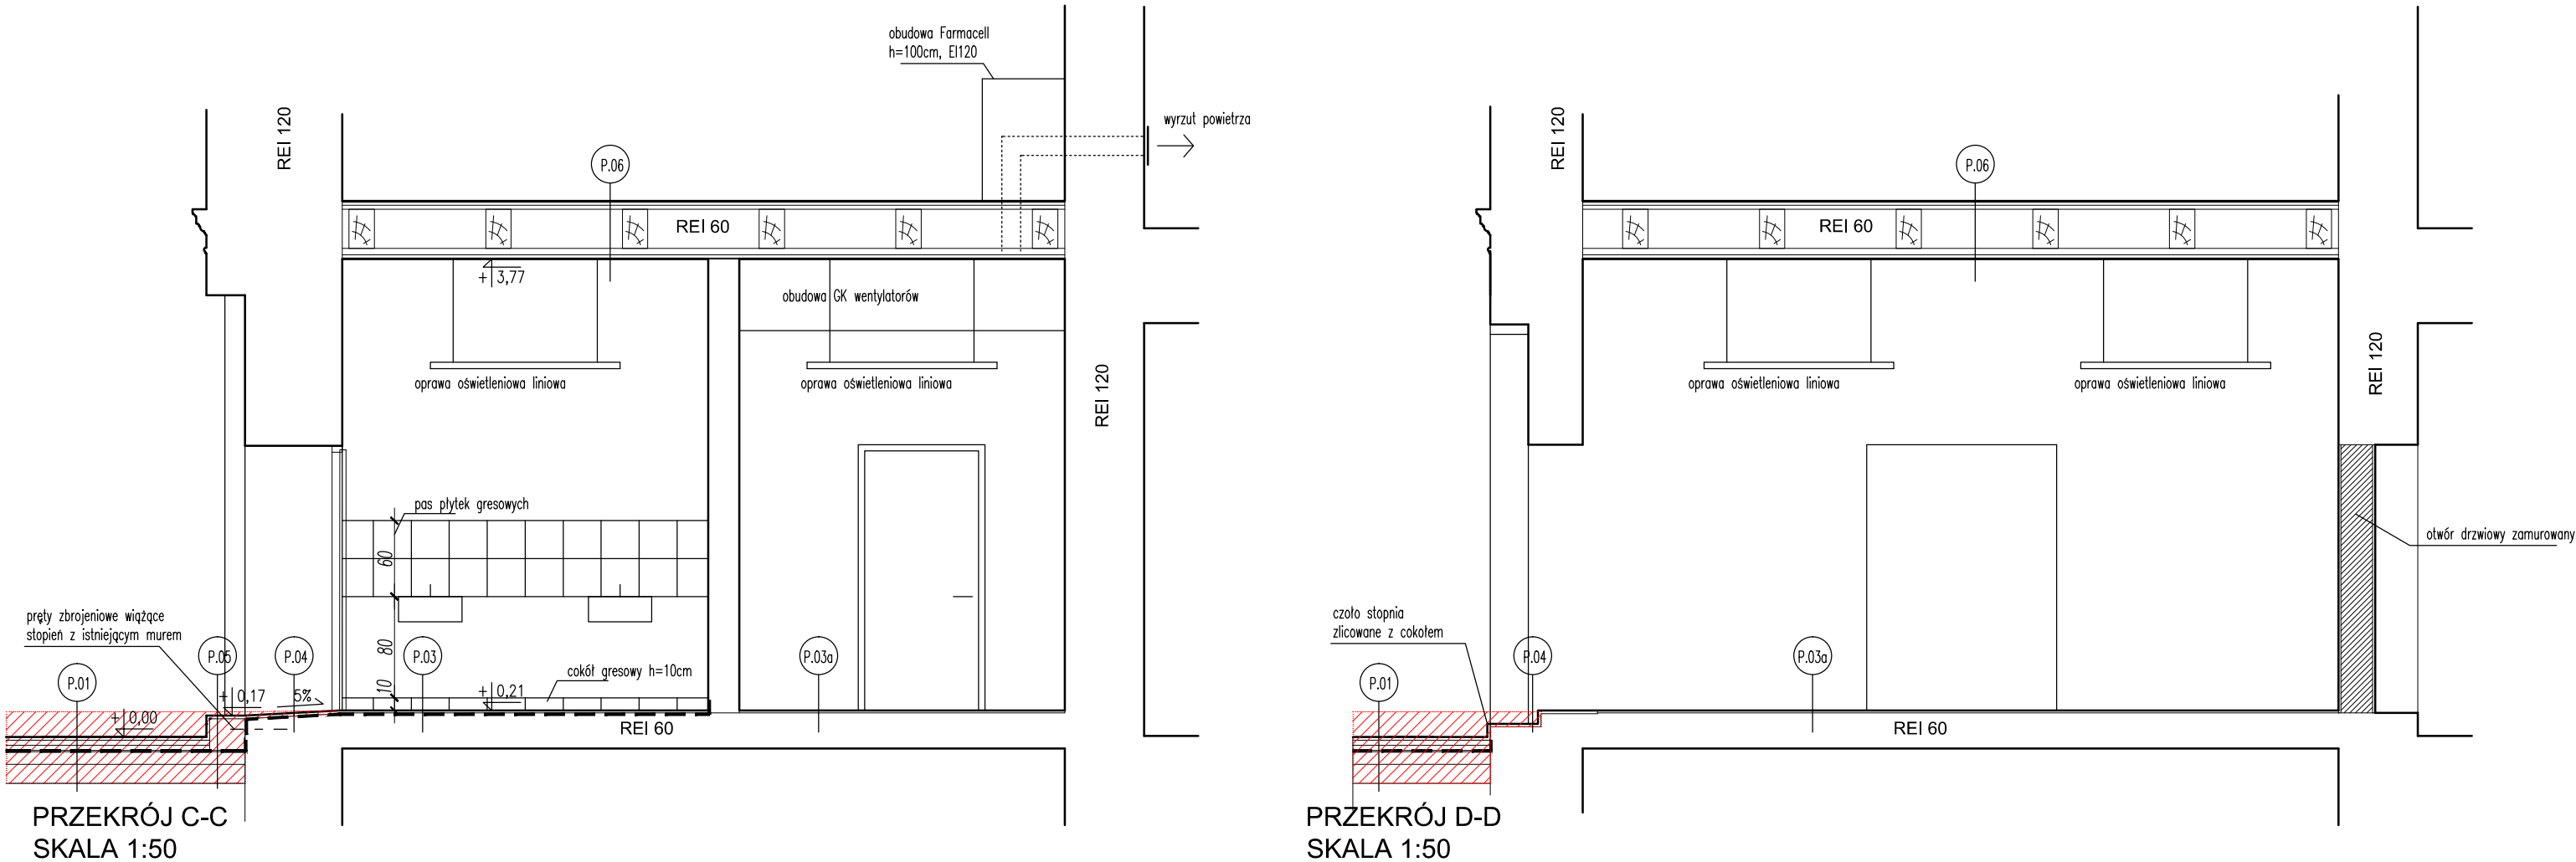 obudowa Farmacell
h=100cm, EI120
wyrzut powietrza
REI 120
P.06
REI 60
+ 3,77
obudowa GK wentylatorów
oprawa oświetleniowa liniowa
oprawa oświetleniowa liniowa
REI 120
pas płytek gresowych
60
pręty zbrojeniowe wiążące
stopień z istniejącym murem
80
P.05
P.04
P.03
P.03a
P.01
cokół gresowy h=10cm
10
+ 0,17
5%
+ 0,21
+ 0,00
REI 60
PRZEKRÓJ C-C
SKALA 1:50
REI 120
P.06
REI 60
REI 120
oprawa oświetleniowa liniowa
oprawa oświetleniowa liniowa
otwór drzwiowy zamurowany
czoło stopnia
zlicowane z cokołem
P.04
P.03a
P.01
REI 60
PRZEKRÓJ D-D
SKALA 1:50